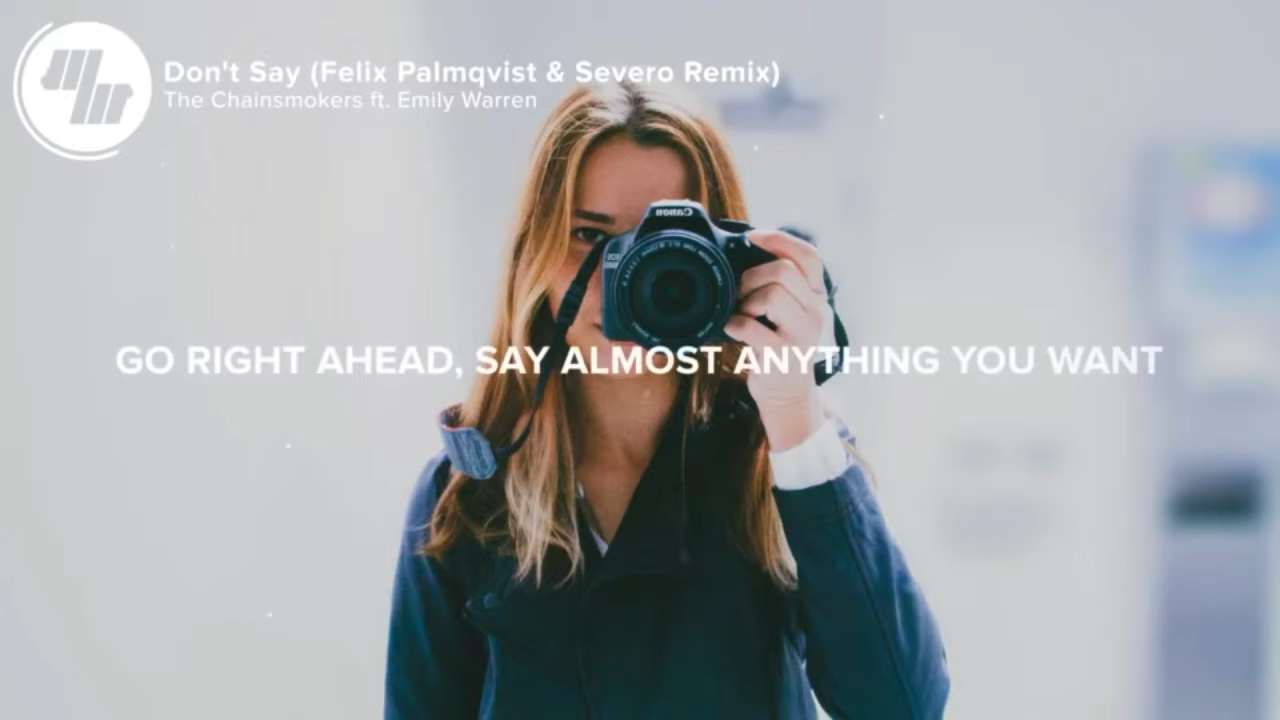 Don't Say (Felix Palmqvist & Severo Remix)
The Chainsmokers ft. Emily Warren
Canon
GO RIGHT AHEAD, SAY ALMOST ANYTHING YOU WANT